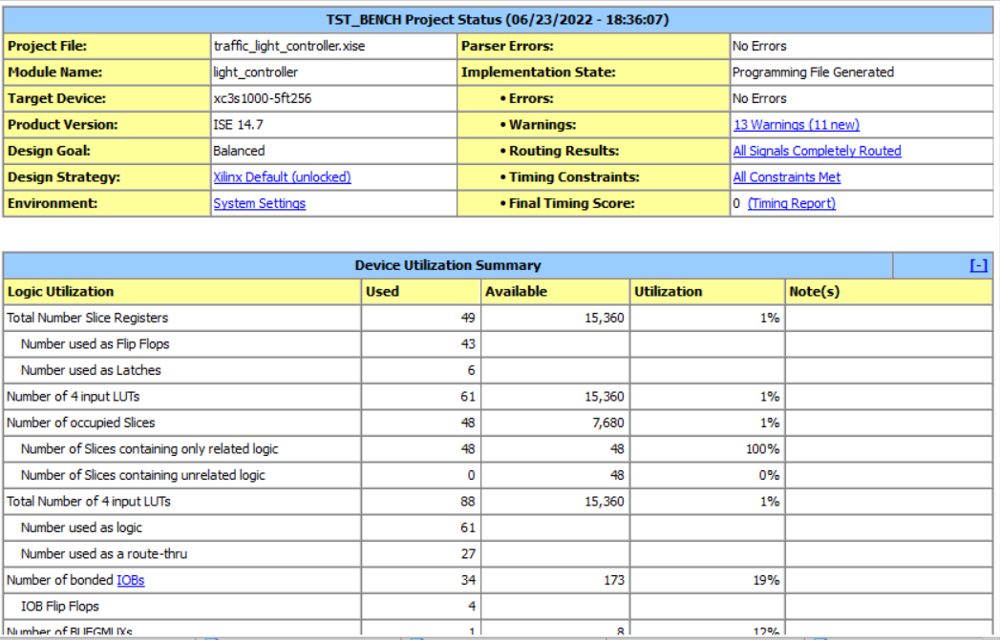 TST_BENCH Project Status (06/23/2022 - 18:36:07)
Project File: traffic_light_controller.xise Parser Errors: No Errors
Module Name: light_controller Implementation State: Programming File Generated
Target Device: xc3s1000-5ft256 • Errors: No Errors
Product Version: ISE 14.7 • Warnings: 13 Warnings (11 new)
Design Goal: Balanced • Routing Results: All Signals Completely Routed
Design Strategy: Xilinx Default (unlocked) • Timing Constraints: All Constraints Met
Environment: System Settings • Final Timing Score: 0 (Timing Report)
Device Utilization Summary [-]
Logic Utilization Used Available Utilization Note(s)
Total Number Slice Registers 49 15,360 1%
Number used as Flip Flops 43
Number used as Latches 6
Number of 4 input LUTs 61 15,360 1%
Number of occupied Slices 48 7,680 1%
Number of Slices containing only related logic 48 48 100%
Number of Slices containing unrelated logic 0 48 0%
Total Number of 4 input LUTs 88 15,360 1%
Number used as logic 61
Number used as a route-thru 27
Number of bonded IOBs 34 173 19%
IOB Flip Flops 4
Number of BUFGMUXs 1 8 12%